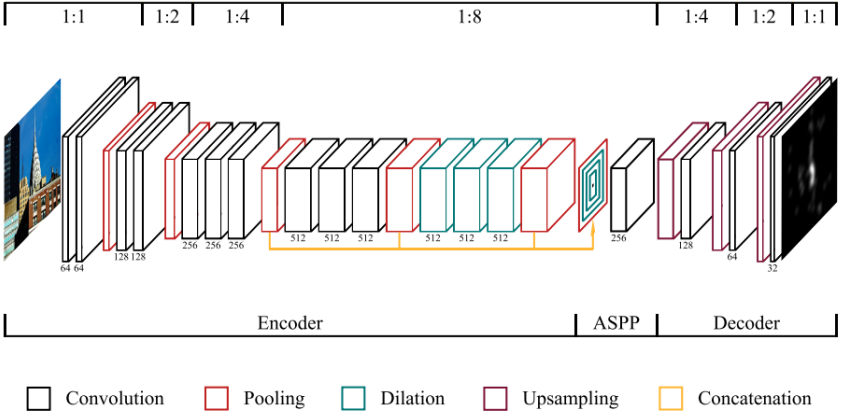 1:1 1:2 1:4 1:8 1:4 1:2 1:1
64 64 128 128 256 256 256 512 512 512 512 512 512 256 128 64 32
Encoder ASPP Decoder
Convolution Pooling Dilation Upsampling Concatenation